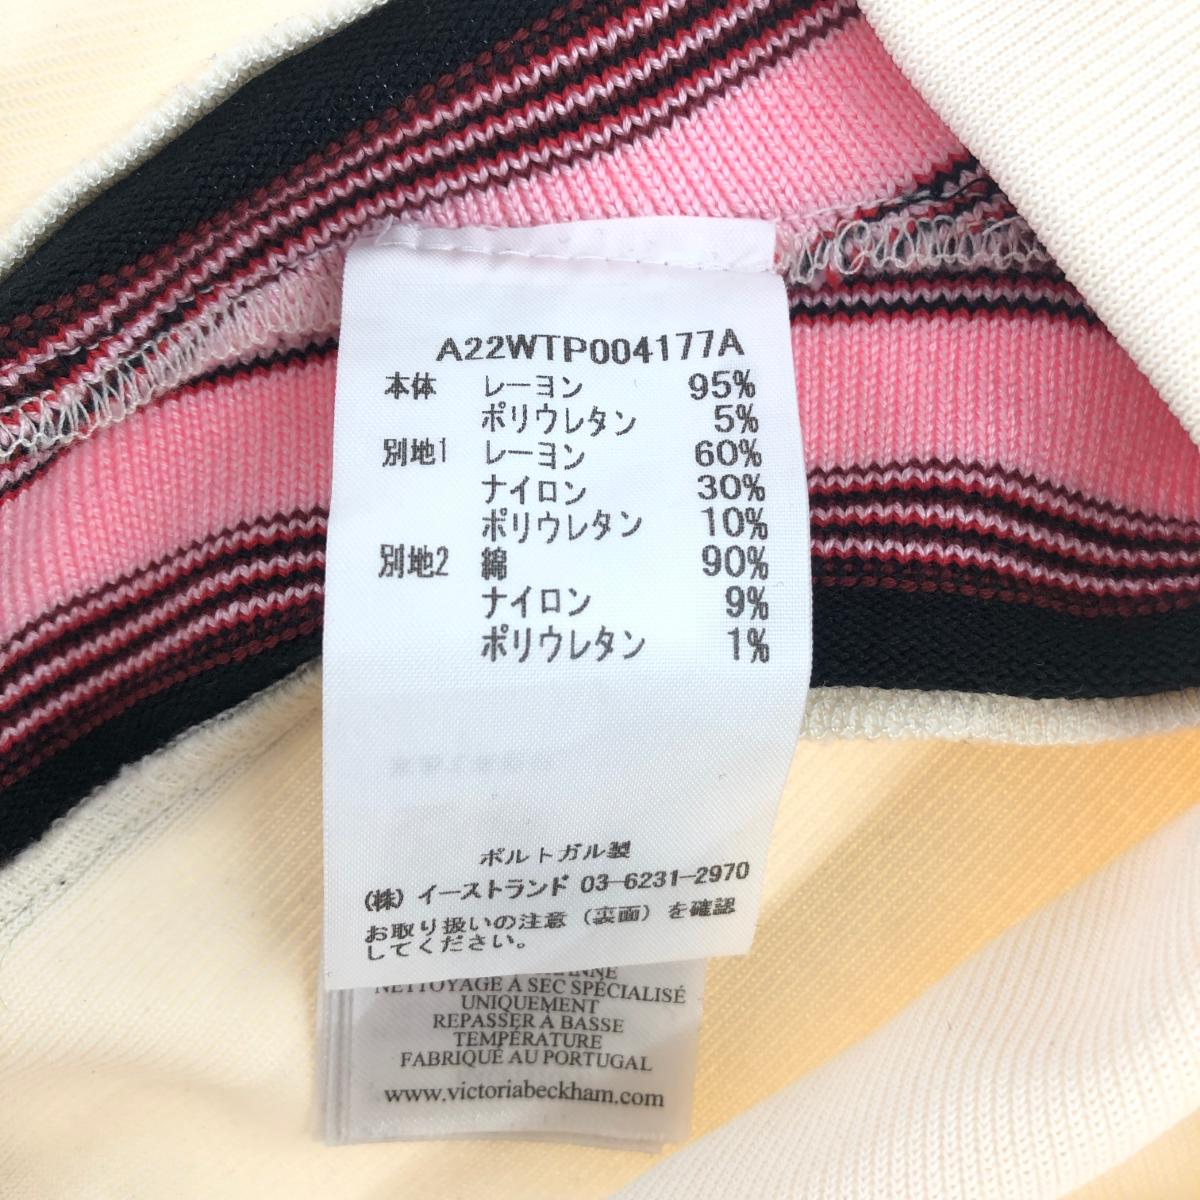 A22WTP004177A
本体 レーヨン 95%
ポリウレタン 5%
別地1 レーヨン 60%
ナイロン 30%
ポリウレタン 10%
別地2 綿 90%
ナイロン 9%
ポリウレタン 1%
ポルトガル製
(株) イーストランド 03-6231-2970
お取り扱いの注意（裏面）を確認
してください。
NETTOYAGE À SEC SPÉCIALISÉ
UNIQUEMENT
REPASSER À BASSE
TEMPÉRATURE
FABRIQUÉ AU PORTUGAL
www.victoriabeckham.com